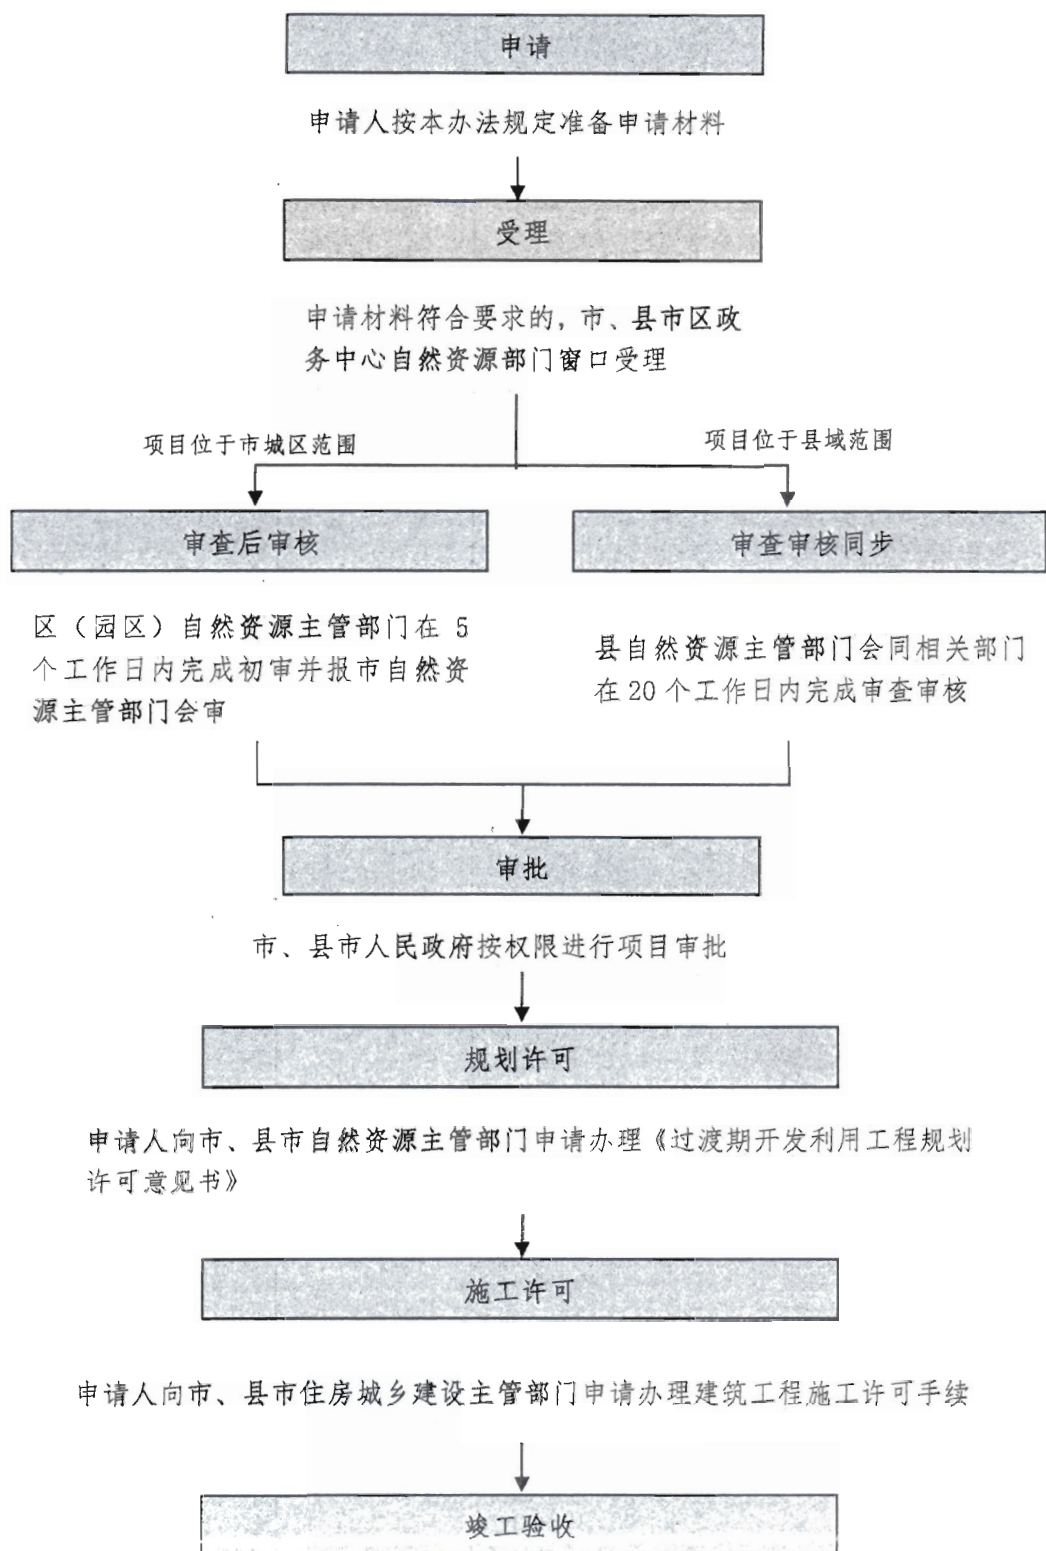 申请
申请人按本办法规定准备申请材料
受理
申请材料符合要求的，市、县市区政
务中心自然资源部门窗口受理
项目位于市城区范围
项目位于县域范围
审查后审核
审查审核同步
区（园区）自然资源主管部门在 5
个工作日内完成初审并报市自然资
源主管部门会审
县自然资源主管部门会同相关部门
在 20 个工作日内完成审查审核
审批
市、县市人民政府按权限进行项目审批
规划许可
申请人向市、县市自然资源主管部门申请办理《过渡期开发利用工程规划
许可意见书》
施工许可
申请人向市、县市住房城乡建设主管部门申请办理建筑工程施工许可手续
竣工验收